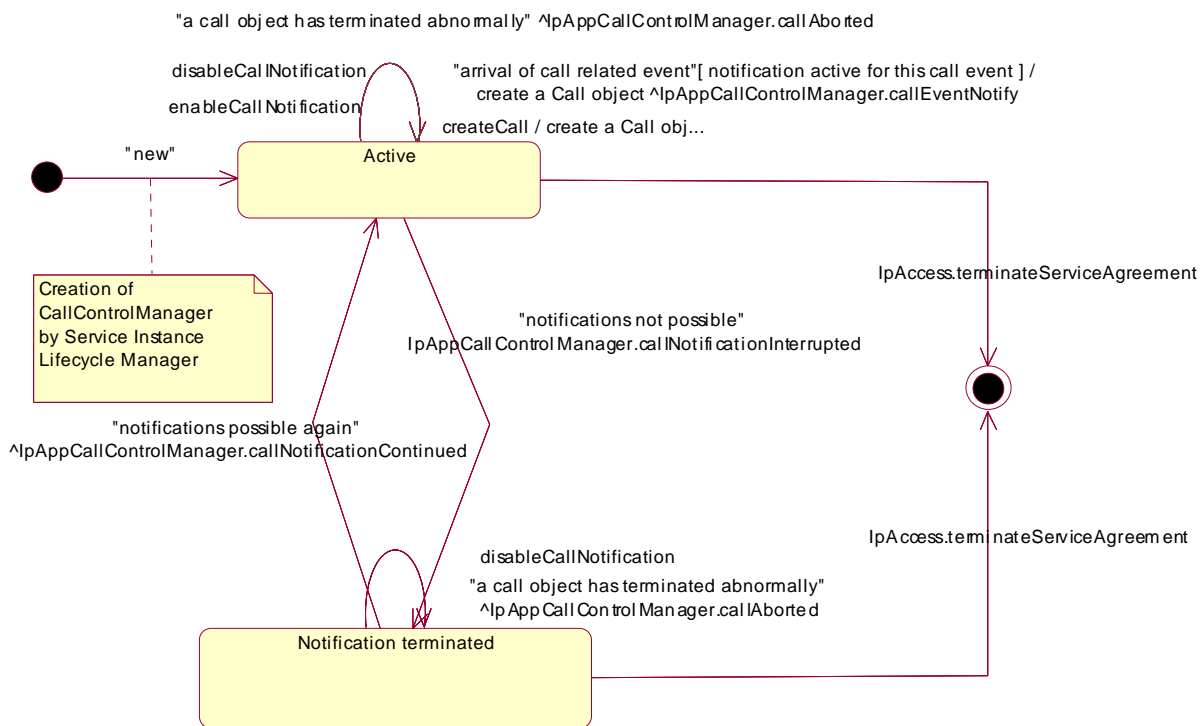 "a call object has terminated abnormally" ^IpAppCallControlManager.callAborted
disableCallNotification
enableCallNotification
"arrival of call related event"[ notification active for this call event ] /
create a Call object ^IpAppCallControlManager.callEventNotify
createCall / create a Call obj...
"new"
Active
IpAccess.terminateServiceAgreement
Creation of
CallControlManager
by Service Instance
Lifecycle Manager
"notifications not possible"
IpAppCallControlManager.callNotificationInterrupted
"notifications possible again"
^IpAppCallControlManager.callNotificationContinued
IpAccess.terminateServiceAgreement
disableCallNotification
"a call object has terminated abnormally"
^IpAppCallControlManager.callAborted
Notification terminated